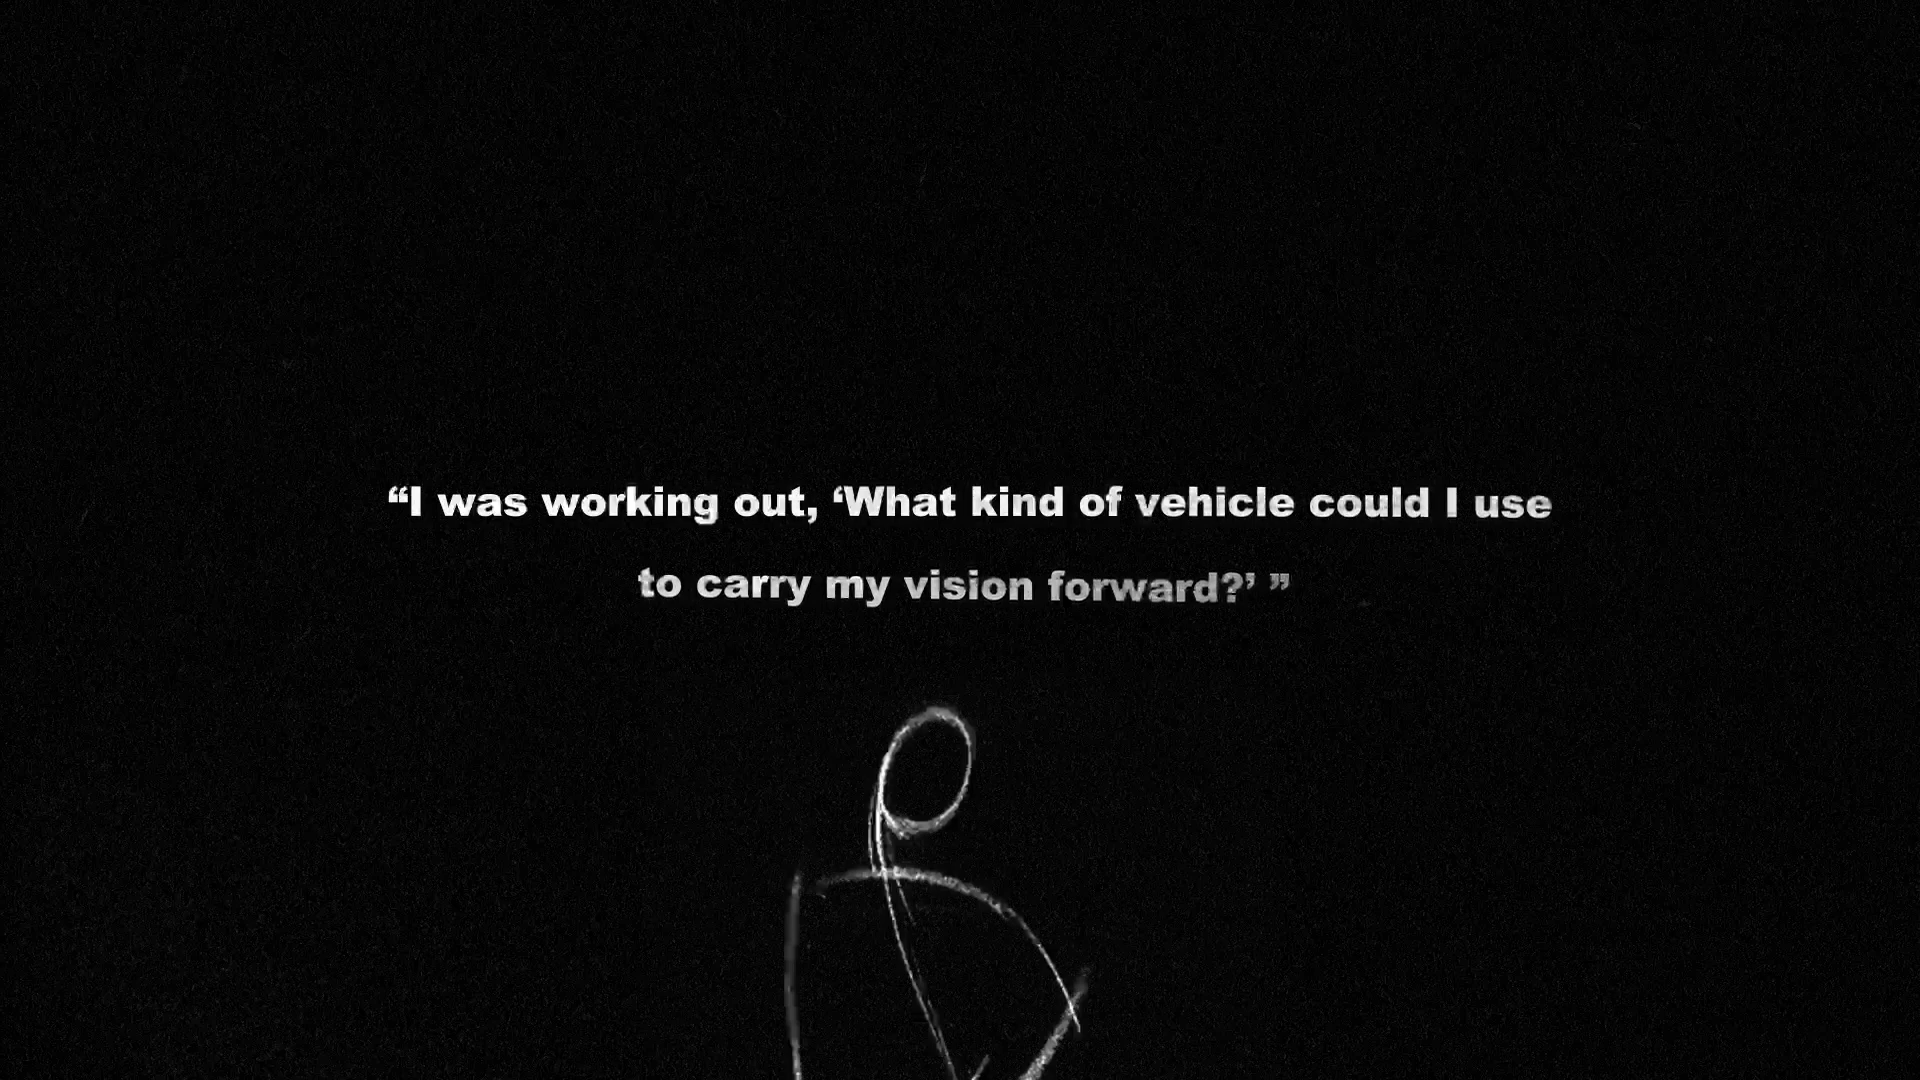 “I was working out, ‘What kind of vehicle could I use
to carry my vision forward?’ ”